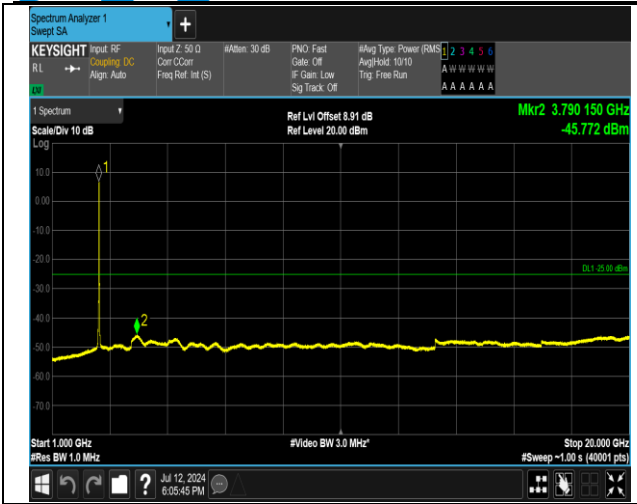 Spectrum Analyzer 1
Swept SA
+
KEYSIGHT
RL
LNI
Input: RF
Coupling: DC
Align: Auto
Input Z: 50 Ω
Corr CCorr
Freq Ref: Int (S)
#Atten: 30 dB
PNO: Fast
Gate: Off
IF Gain: Low
Sig Track: Off
#Avg Type: Power (RMS
Avg|Hold: 10/10
Trig: Free Run
1 2 3 4 5 6
A W W W W W
A A A A A A
1 Spectrum
Scale/Div 10 dB
Log
Ref Lvl Offset 8.91 dB
Ref Level 20.00 dBm
Mkr2 3.790 150 GHz
-45.772 dBm
10.0
0.00
-10.0
-20.0
-30.0
-40.0
-50.0
-60.0
-70.0
1
2
DL1 -25.00 dBm
Start 1.000 GHz
#Res BW 1.0 MHz
#Video BW 3.0 MHz*
Stop 20.000 GHz
#Sweep ~1.00 s (40001 pts)
?
Jul 12, 2024
6:05:45 PM